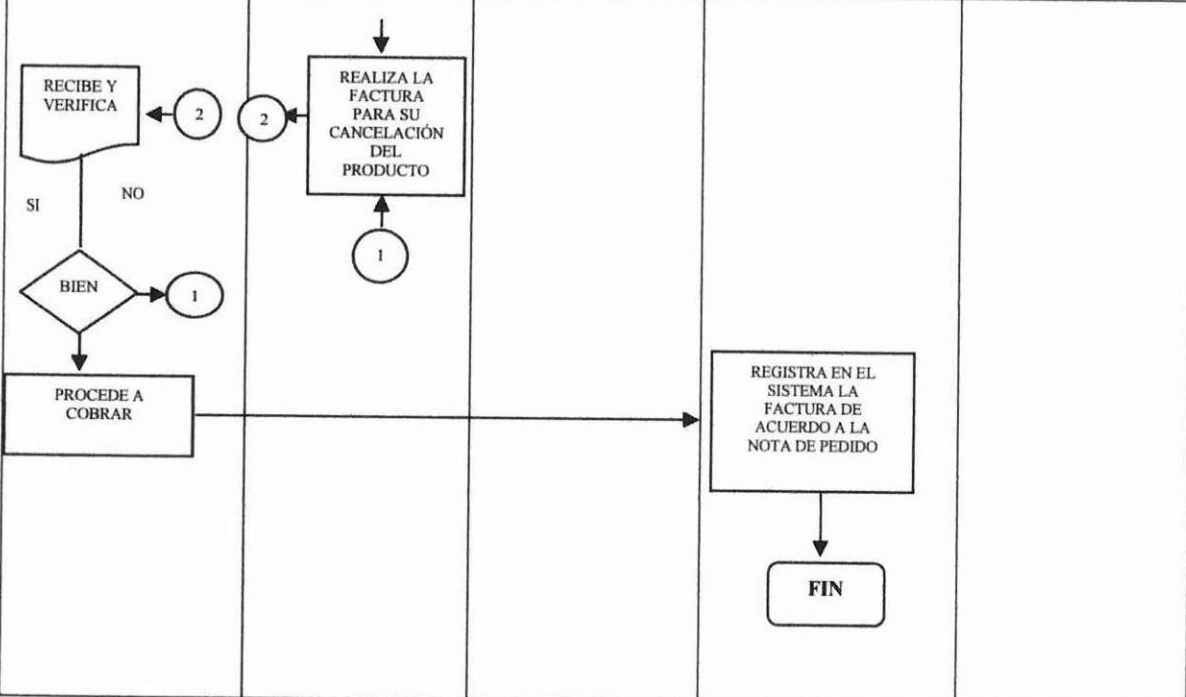 RECIBE Y
VERIFICA
2
2
REALIZA LA
FACTURA
PARA SU
CANCELACIÓN
DEL
PRODUCTO
SI
NO
1
BIEN
1
PROCEDE A
COBRAR
REGISTRA EN EL
SISTEMA LA
FACTURA DE
ACUERDO A LA
NOTA DE PEDIDO
FIN